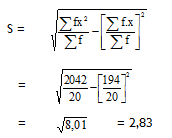 S = √(∑fx²/∑f − [∑f.x/∑f]²)
= √(2042/20 − [194/20]²)
= √8,01 = 2,83